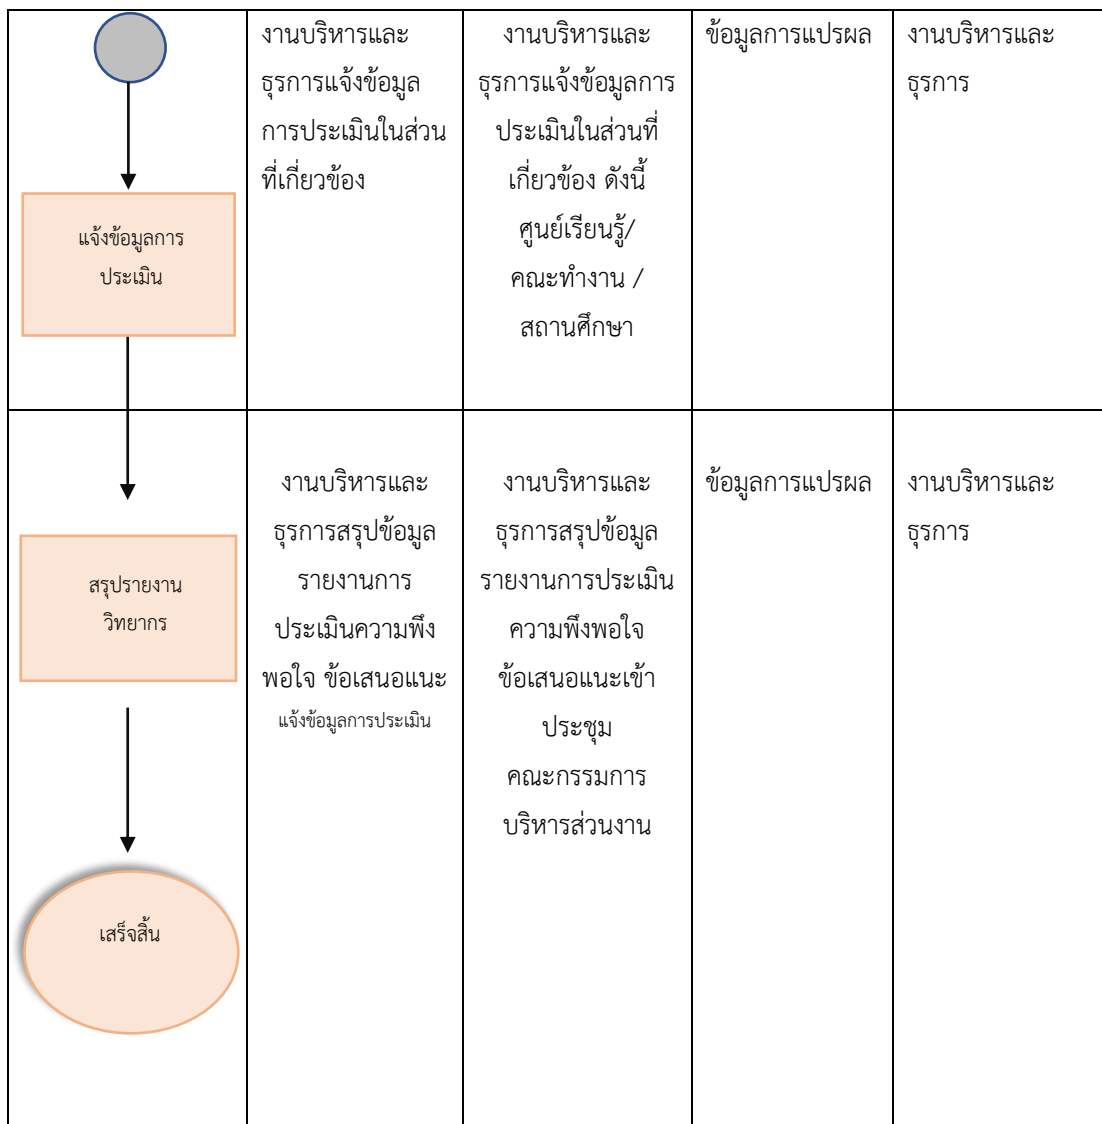 แจ้งข้อมูลการ
ประเมิน
งานบริหารและ
ธุรการแจ้งข้อมูล
การประเมินในส่วน
ที่เกี่ยวข้อง
งานบริหารและ
ธุรการแจ้งข้อมูลการ
ประเมินในส่วนที่
เกี่ยวข้อง ดังนี้
ศูนย์เรียนรู้/
คณะทำงาน /
สถานศึกษา
ข้อมูลการแปรผล
งานบริหารและ
ธุรการ
สรุปรายงาน
วิทยากร
เสร็จสิ้น
งานบริหารและ
ธุรการสรุปข้อมูล
รายงานการ
ประเมินความพึง
พอใจ ข้อเสนอแนะ
แจ้งข้อมูลการประเมิน
งานบริหารและ
ธุรการสรุปข้อมูล
รายงานการประเมิน
ความพึงพอใจ
ข้อเสนอแนะเข้า
ประชุม
คณะกรรมการ
บริหารส่วนงาน
ข้อมูลการแปรผล
งานบริหารและ
ธุรการ